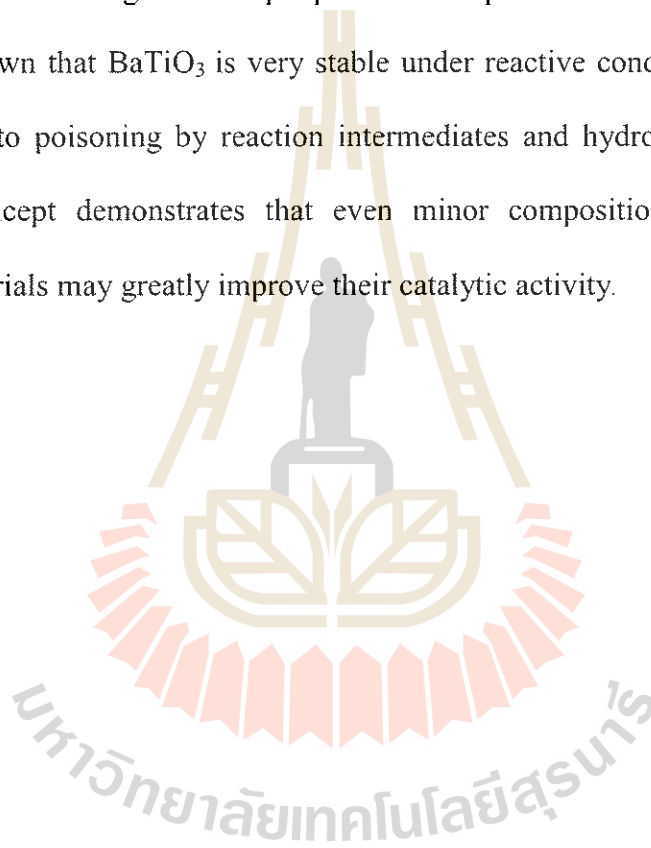 wn that BaTiO₃ is very stable under reactive cond
to poisoning by reaction intermediates and hydro
cept demonstrates that even minor composition
rials may greatly improve their catalytic activity.
มหาวิทยาลัยเทคโนโลยีสุรนารี